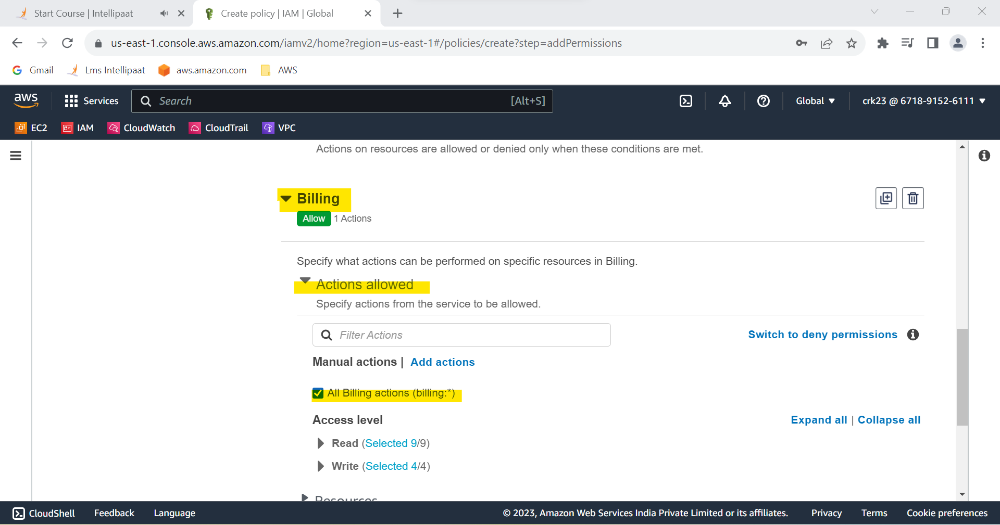 Start Course | Intellipaat
Create policy | IAM | Global
us-east-1.console.aws.amazon.com/iamv2/home?region=us-east-1#/policies/create?step=addPermissions
Gmail
Lms Intellipaat
aws.amazon.com
AWS
aws
Services
Search
[Alt+S]
Global
crk23 @ 6718-9152-6111
EC2
IAM
CloudWatch
CloudTrail
VPC
Actions on resources are allowed or denied only when these conditions are met.
Billing
Allow 1 Actions
Specify what actions can be performed on specific resources in Billing.
Actions allowed
Specify actions from the service to be allowed.
Filter Actions
Switch to deny permissions
Manual actions | Add actions
All Billing actions (billing:*)
Access level
Expand all | Collapse all
Read (Selected 9/9)
Write (Selected 4/4)
Resources
CloudShell
Feedback
Language
© 2023, Amazon Web Services India Private Limited or its affiliates.
Privacy
Terms
Cookie preferences